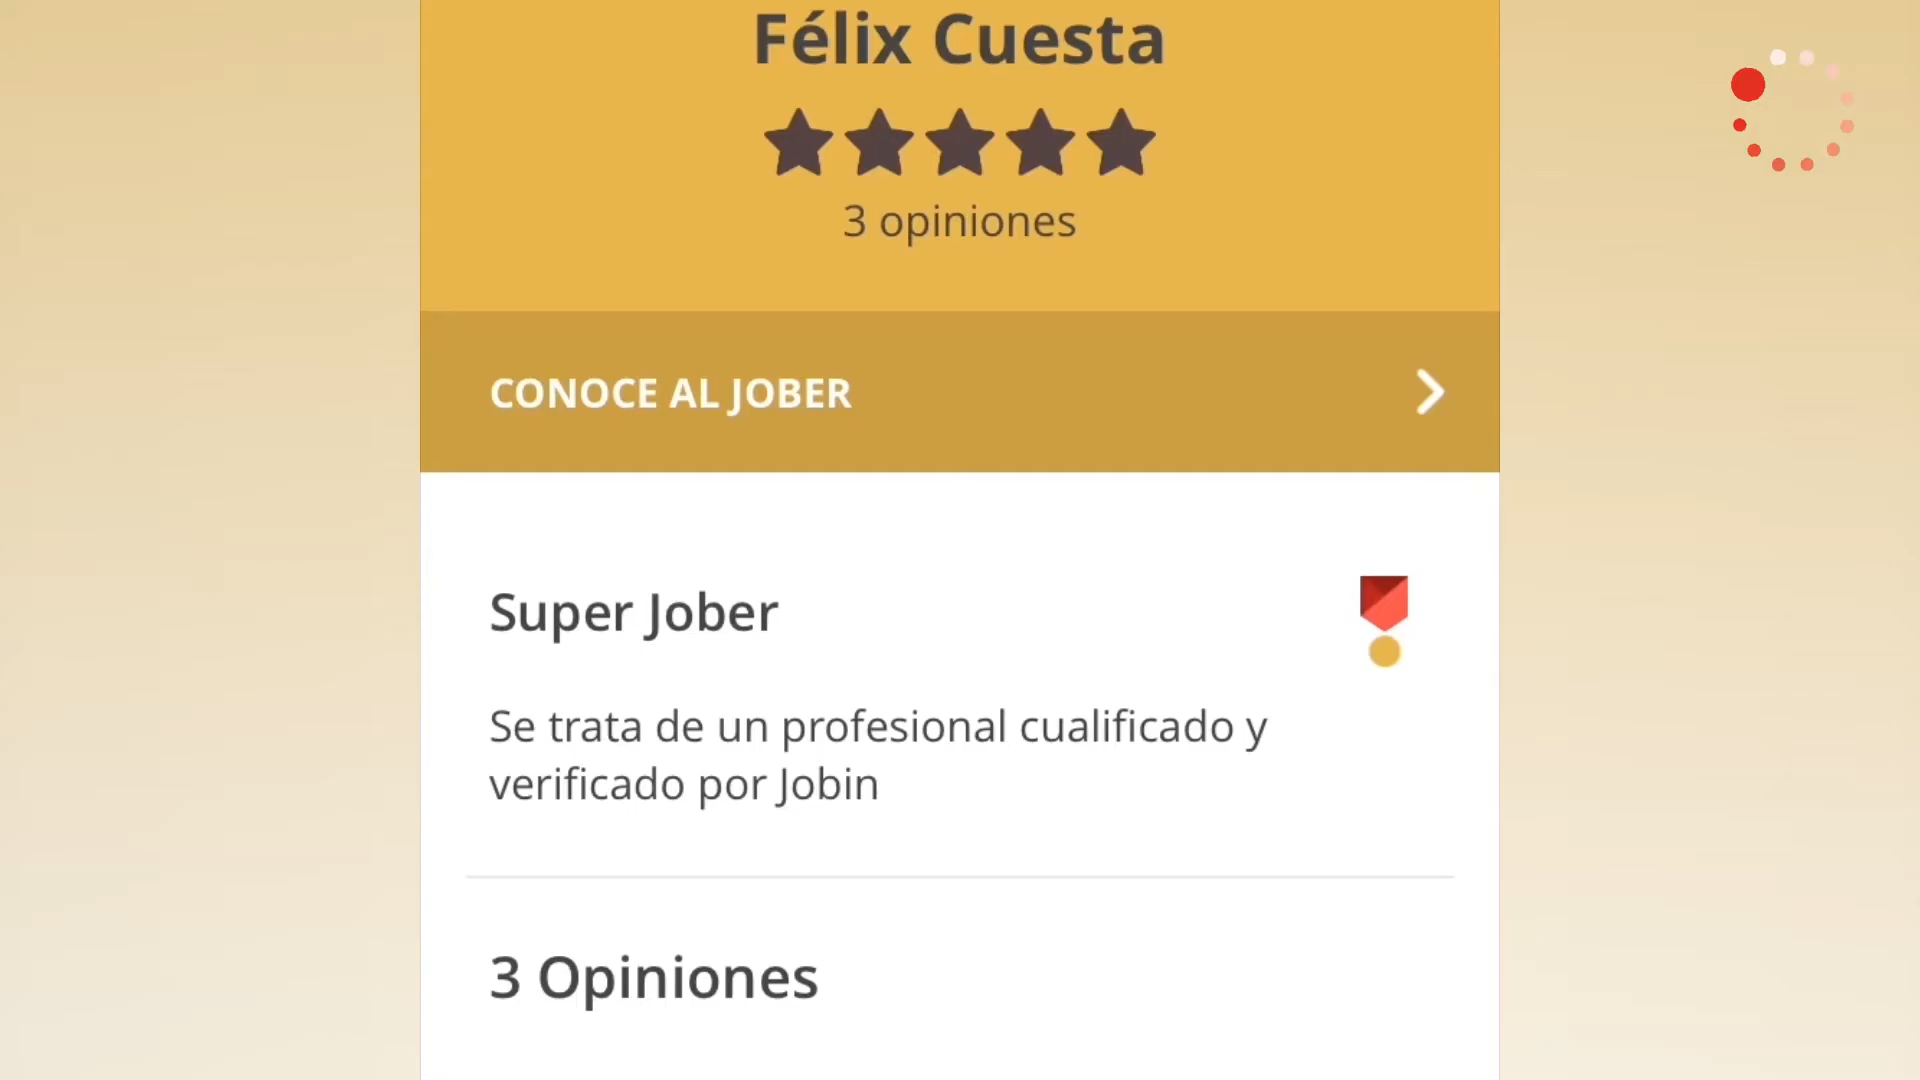 Félix Cuesta
3 opiniones
CONOCE AL JOBER
Super Jober
Se trata de un profesional cualificado y
verificado por Jobin
3 Opiniones